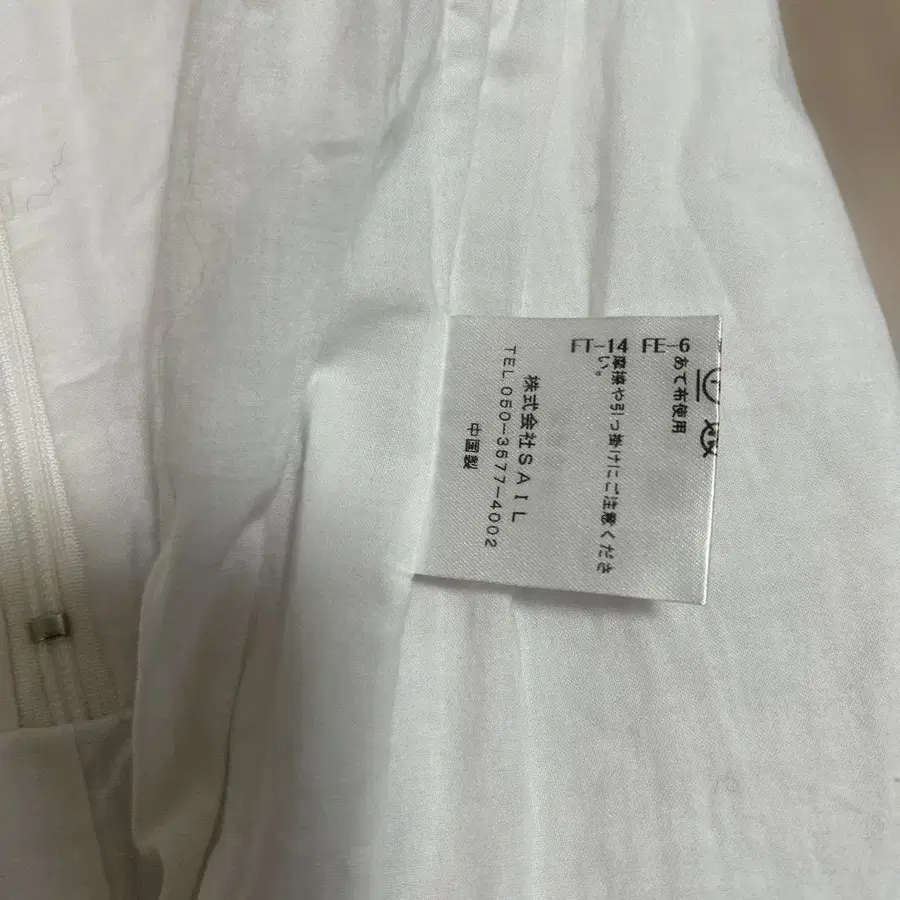 FT-14 FE-6
あて布使用
摩擦や引っ掛けにご注意くださ
い。
株式会社SAIL
TEL.050-3577-4002
中国製